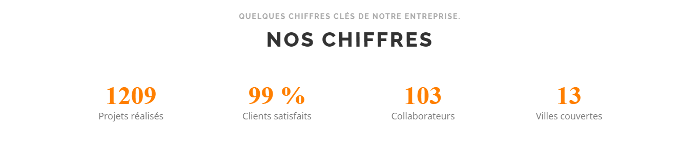 QUELQUES CHIFFRES CLÉS DE NOTRE ENTREPRISE.
NOS CHIFFRES
1209 99 % 103 13
Projets réalisés Clients satisfaits Collaborateurs Villes couvertes